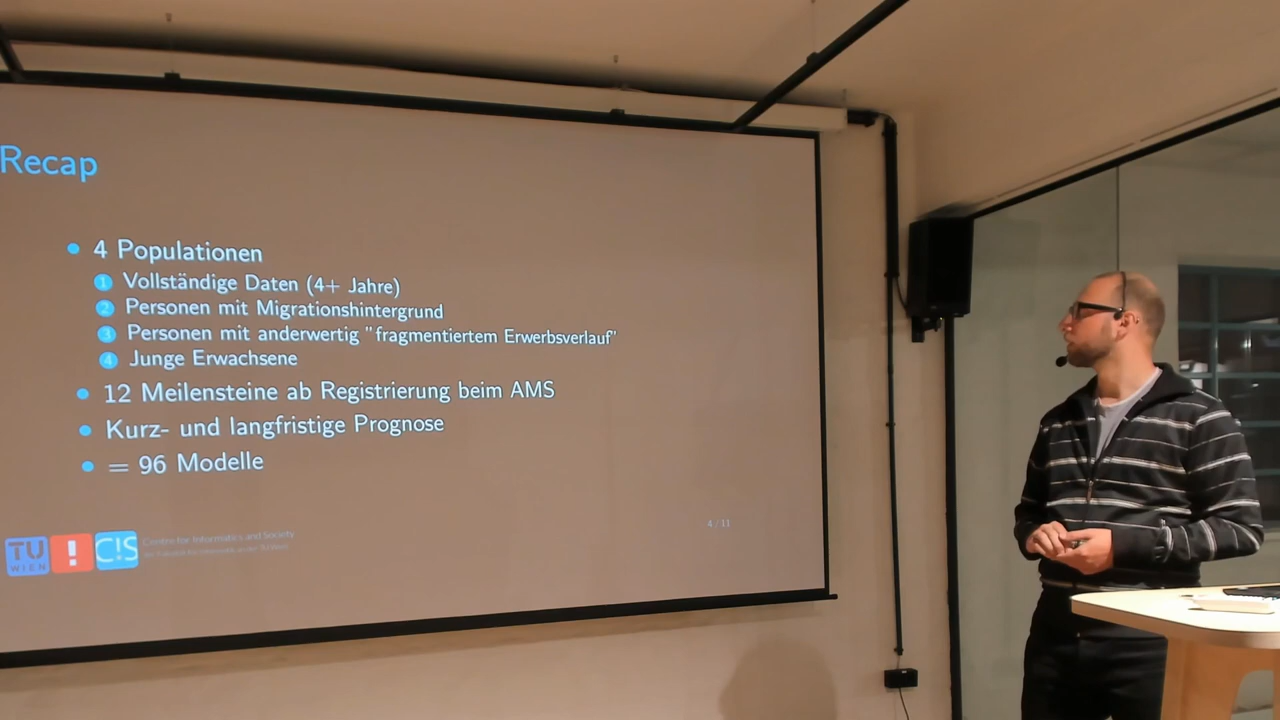 Recap
4 Populationen
1 Vollständige Daten (4+ Jahre)
2 Personen mit Migrationshintergrund
3 Personen mit anderwertig "fragmentiertem Erwerbsverlauf"
4 Junge Erwachsene
12 Meilensteine ab Registrierung beim AMS
Kurz- und langfristige Prognose
= 96 Modelle
4 / 11
TU
WIEN
!
C!S
Centre for Informatics and Society